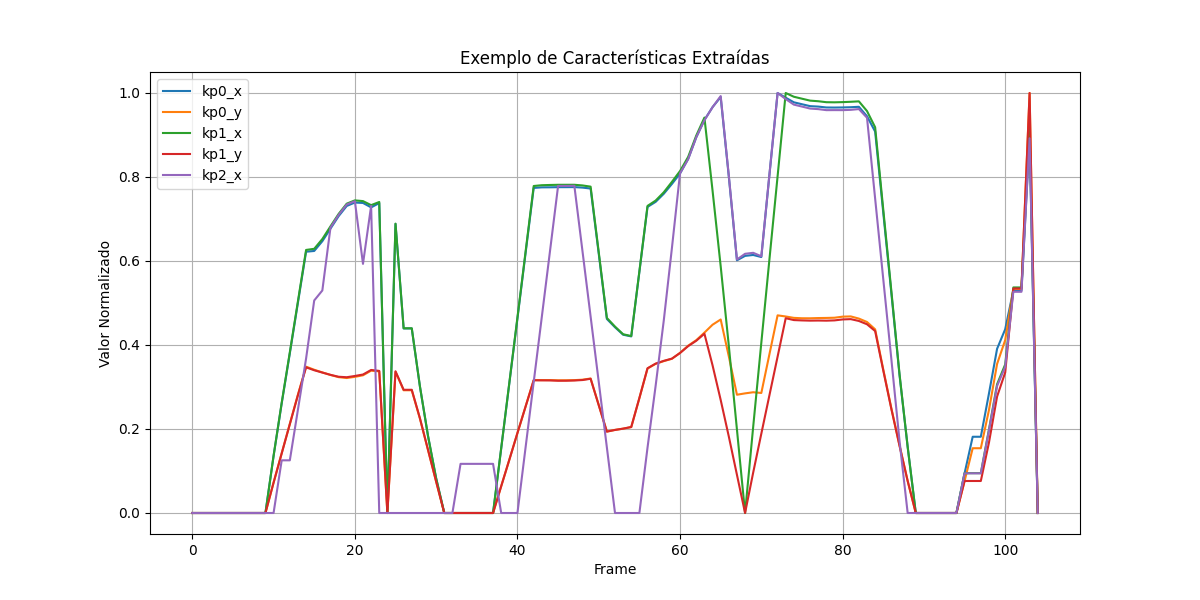 Exemplo de Características Extraídas
kp0_x
kp0_y
kp1_x
kp1_y
kp2_x
Valor Normalizado
1.0
0.8
0.6
0.4
0.2
0.0
0 20 40 60 80 100
Frame